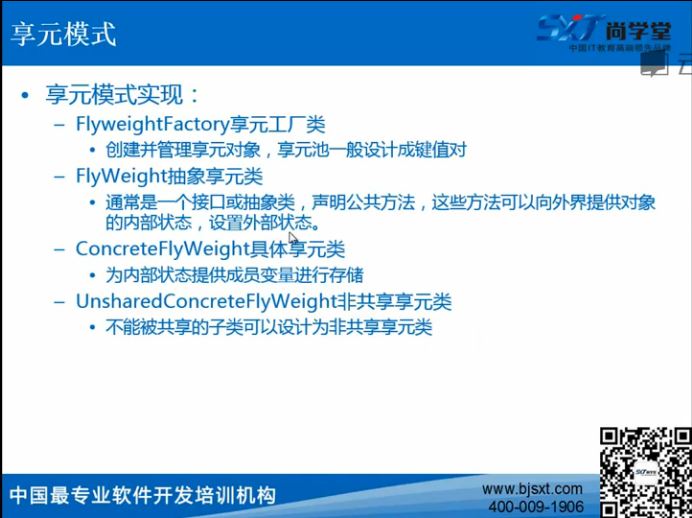 享元模式
SXT 尚学堂
中国IT教育高端领先品牌
云
• 享元模式实现：
– FlyweightFactory享元工厂类
• 创建并管理享元对象，享元池一般设计成键值对
– FlyWeight抽象享元类
• 通常是一个接口或抽象类，声明公共方法，这些方法可以向外界提供对象
的内部状态，设置外部状态。
– ConcreteFlyWeight具体享元类
• 为内部状态提供成员变量进行存储
– UnsharedConcreteFlyWeight非共享享元类
• 不能被共享的子类可以设计为非共享享元类
中国最专业软件开发培训机构
www.bjsxt.com
400-009-1906